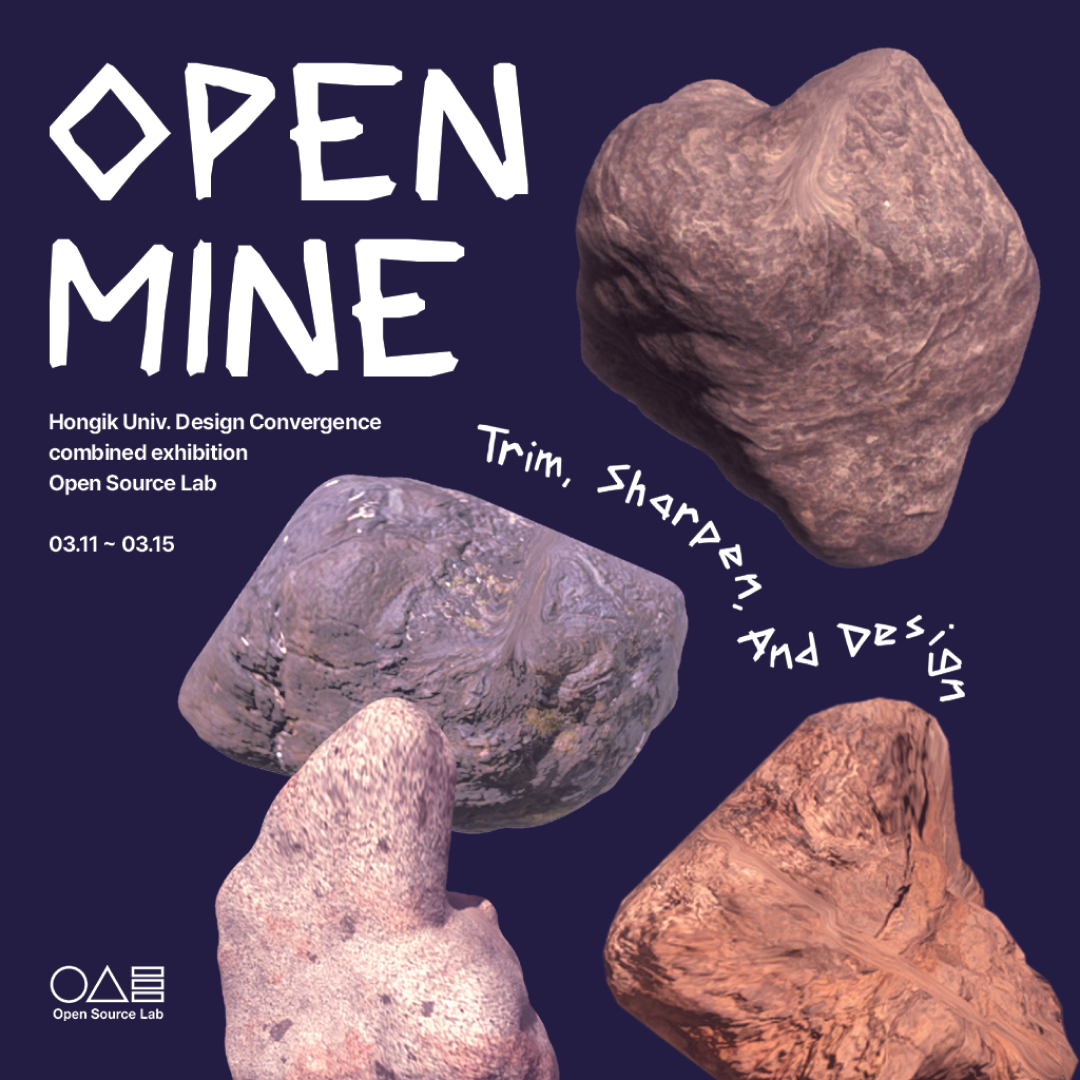 OPEN
MINE
Hongik Univ. Design Convergence
combined exhibition
Open Source Lab
03.11 ~ 03.15
Trim, Sharpen, And Design
Open Source Lab